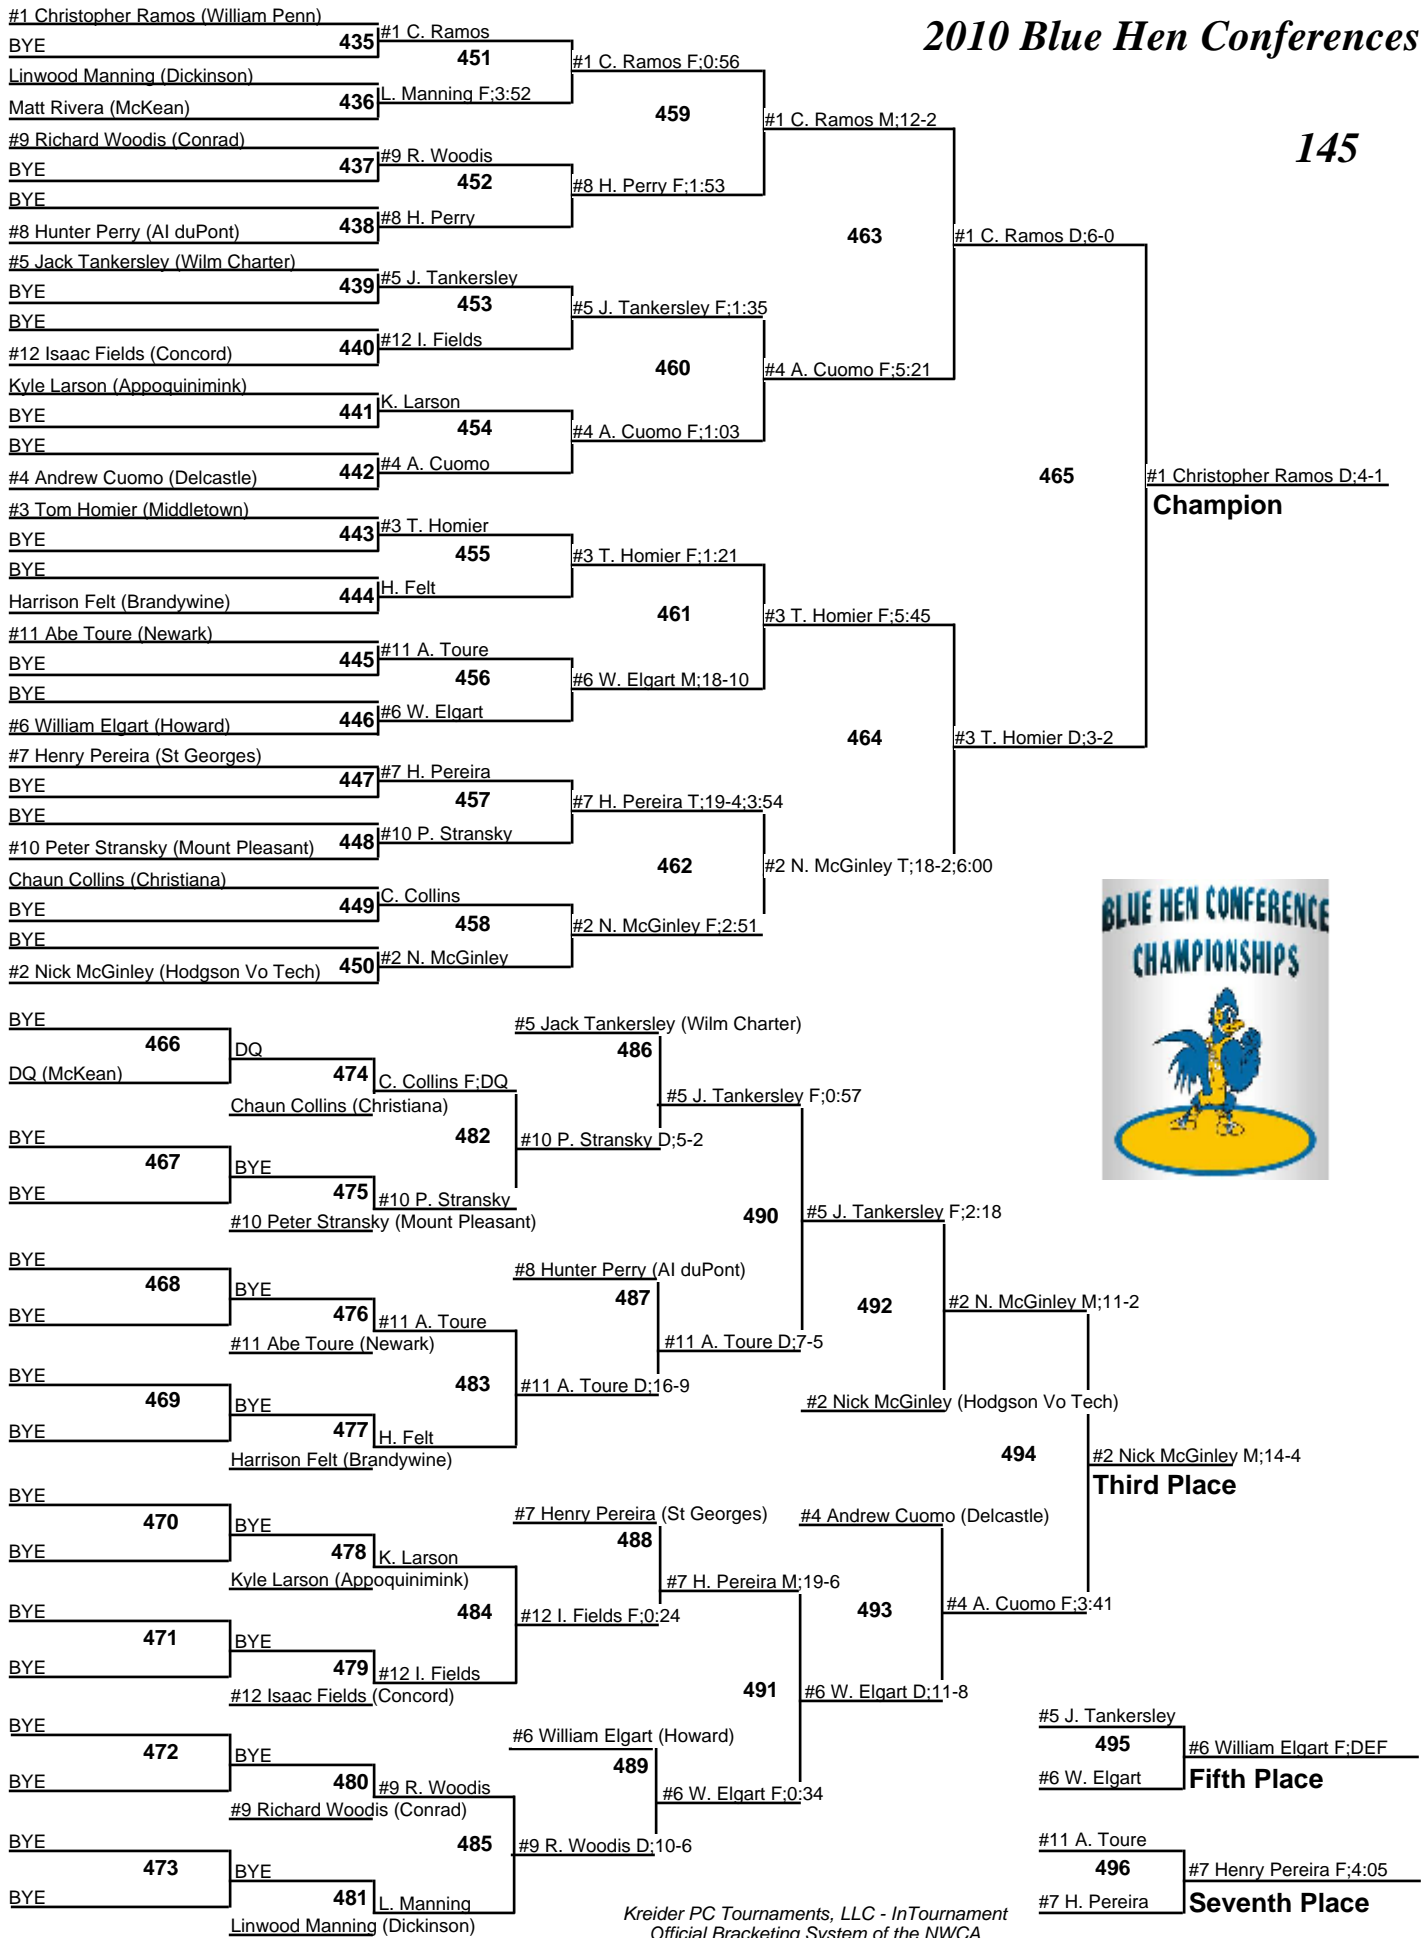 2010 Blue Hen Conferences
145
#1 Christopher Ramos (William Penn)
BYE
435
#1 C. Ramos
451
Linwood Manning (Dickinson)
Matt Rivera (McKean)
436
L. Manning F;3:52
#1 C. Ramos F;0:56
459
#9 Richard Woodis (Conrad)
BYE
437
#9 R. Woodis
452
BYE
#8 Hunter Perry (AI duPont)
438
#8 H. Perry
#8 H. Perry F;1:53
#1 C. Ramos M;12-2
463
#5 Jack Tankersley (Wilm Charter)
BYE
439
#5 J. Tankersley
453
BYE
#12 Isaac Fields (Concord)
440
#12 I. Fields
#5 J. Tankersley F;1:35
460
Kyle Larson (Appoquinimink)
BYE
441
K. Larson
454
BYE
#4 Andrew Cuomo (Delcastle)
442
#4 A. Cuomo
#4 A. Cuomo F;1:03
#4 A. Cuomo F;5:21
#1 C. Ramos D;6-0
465
#1 Christopher Ramos D;4-1
Champion
#3 Tom Homier (Middletown)
BYE
443
#3 T. Homier
455
BYE
Harrison Felt (Brandywine)
444
H. Felt
#3 T. Homier F;1:21
461
#11 Abe Toure (Newark)
BYE
445
#11 A. Toure
456
BYE
#6 William Elgart (Howard)
446
#6 W. Elgart
#6 W. Elgart M;18-10
#3 T. Homier F;5:45
464
#3 T. Homier D;3-2
#7 Henry Pereira (St Georges)
BYE
447
#7 H. Pereira
457
BYE
#10 Peter Stransky (Mount Pleasant)
448
#10 P. Stransky
#7 H. Pereira T;19-4;3:54
462
Chaun Collins (Christiana)
BYE
449
C. Collins
458
BYE
#2 Nick McGinley (Hodgson Vo Tech)
450
#2 N. McGinley
#2 N. McGinley F;2:51
#2 N. McGinley T;18-2;6:00
BLUE HEN CONFERENCE
CHAMPIONSHIPS
BYE
466
DQ (McKean)
DQ
474
Chaun Collins (Christiana)
C. Collins F;DQ
482
BYE
467
BYE
BYE
475
#10 Peter Stransky (Mount Pleasant)
#10 P. Stransky
#5 Jack Tankersley (Wilm Charter)
486
#10 P. Stransky D;5-2
#5 J. Tankersley F;0:57
490
BYE
468
BYE
BYE
476
#11 Abe Toure (Newark)
#11 A. Toure
483
BYE
469
BYE
BYE
477
Harrison Felt (Brandywine)
H. Felt
#8 Hunter Perry (AI duPont)
487
#11 A. Toure D;16-9
#11 A. Toure D;7-5
#5 J. Tankersley F;2:18
492
#2 Nick McGinley (Hodgson Vo Tech)
#2 N. McGinley M;11-2
494
#2 Nick McGinley M;14-4
Third Place
BYE
470
BYE
BYE
478
Kyle Larson (Appoquinimink)
K. Larson
484
BYE
471
BYE
BYE
479
#12 Isaac Fields (Concord)
#12 I. Fields
#7 Henry Pereira (St Georges)
488
#12 I. Fields F;0:24
#7 H. Pereira M;19-6
491
BYE
472
BYE
BYE
480
#9 Richard Woodis (Conrad)
#9 R. Woodis
485
BYE
473
BYE
BYE
481
Linwood Manning (Dickinson)
L. Manning
#6 William Elgart (Howard)
489
#9 R. Woodis D;10-6
#6 W. Elgart F;0:34
#4 Andrew Cuomo (Delcastle)
493
#6 W. Elgart D;11-8
#4 A. Cuomo F;3:41
#5 J. Tankersley
495
#6 W. Elgart
#6 William Elgart F;DEF
Fifth Place
#11 A. Toure
496
#7 H. Pereira
#7 Henry Pereira F;4:05
Seventh Place
Kreider PC Tournaments, LLC - InTournament
Official Bracketing System of the NWCA